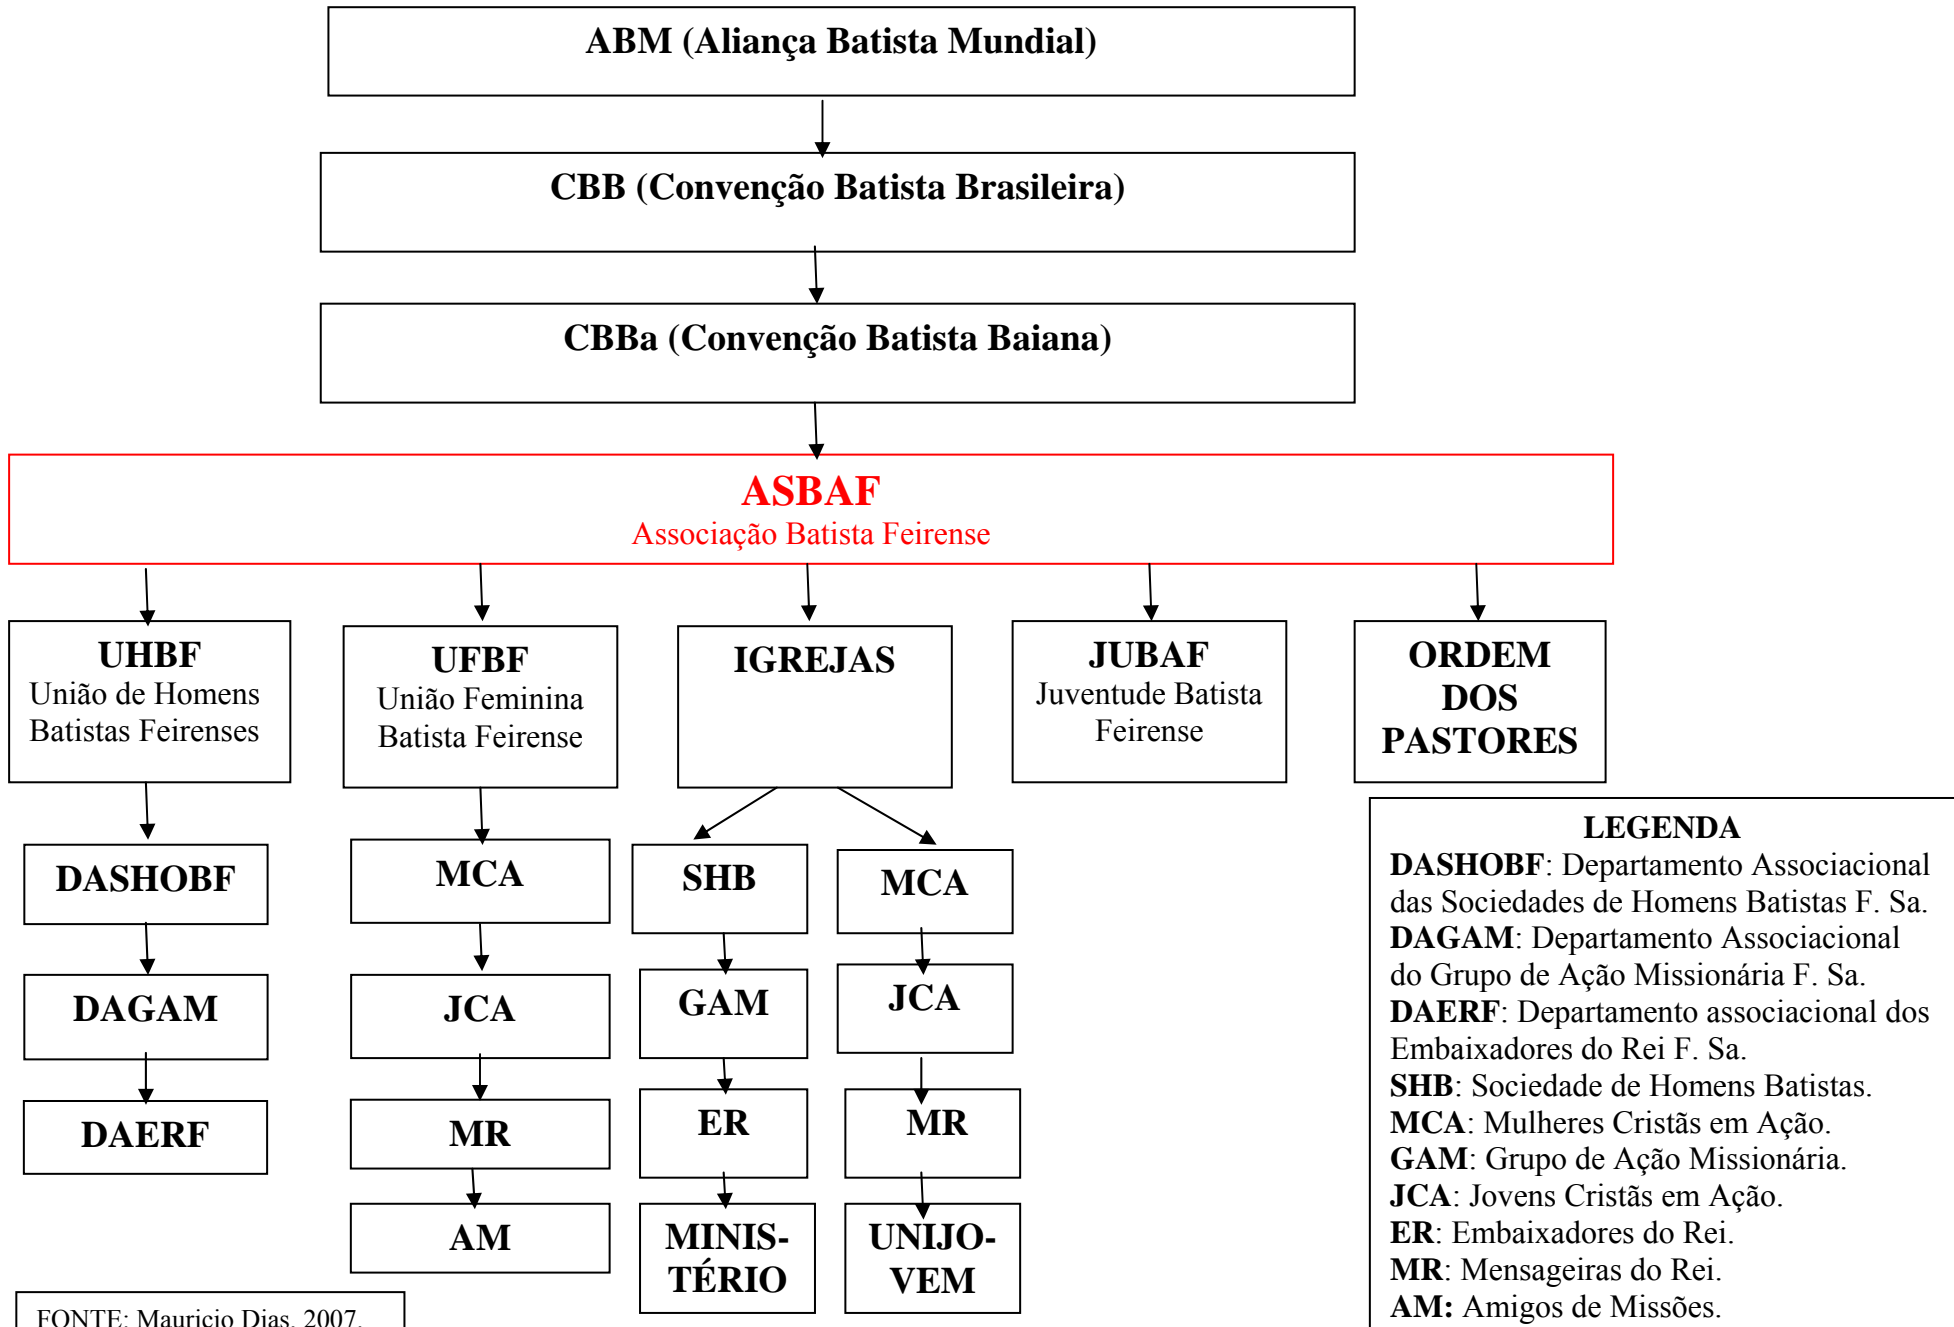 ABM (Aliança Batista Mundial)
CBB (Convenção Batista Brasileira)
CBBa (Convenção Batista Baiana)
ASBAF
Associação Batista Feirense
UHBF
União de Homens
Batistas Feirenses
UFBF
União Feminina
Batista Feirense
IGREJAS
JUBAF
Juventude Batista
Feirense
ORDEM
DOS
PASTORES
DASHOBF
DAGAM
DAERF
MCA
JCA
MR
AM
SHB
GAM
ER
MINIS-
TÉRIO
MCA
JCA
MR
UNIJO-
VEM
LEGENDA
DASHOBF: Departamento Associacional
das Sociedades de Homens Batistas F. Sa.
DAGAM: Departamento Associacional
do Grupo de Ação Missionária F. Sa.
DAERF: Departamento associacional dos
Embaixadores do Rei F. Sa.
SHB: Sociedade de Homens Batistas.
MCA: Mulheres Cristãs em Ação.
GAM: Grupo de Ação Missionária.
JCA: Jovens Cristãs em Ação.
ER: Embaixadores do Rei.
MR: Mensageiras do Rei.
AM: Amigos de Missões.
FONTE: Mauricio Dias, 2007.